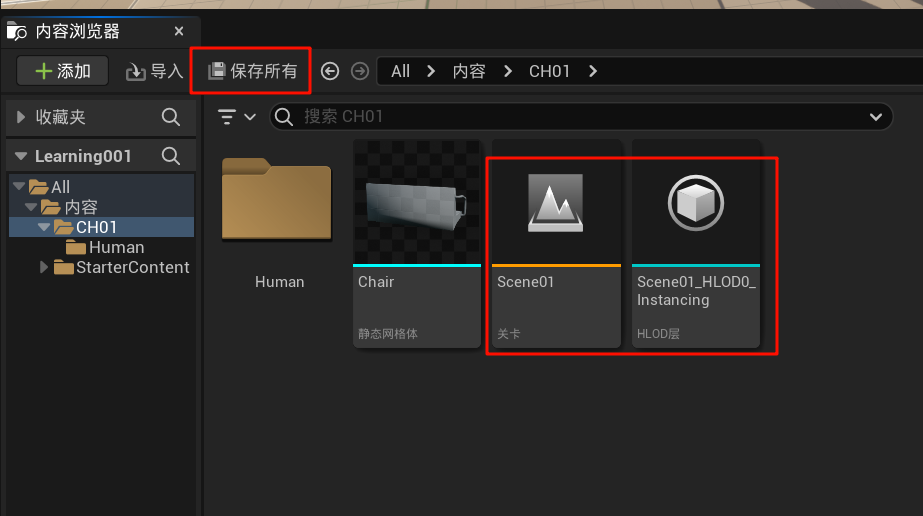 内容浏览器
添加
导入
保存所有
All
内容
CH01
收藏夹
搜索 CH01
Learning001
All
内容
CH01
Human
StarterContent
Human
Chair
静态网格体
Scene01
关卡
Scene01_HLOD0_
Instancing
HLOD层